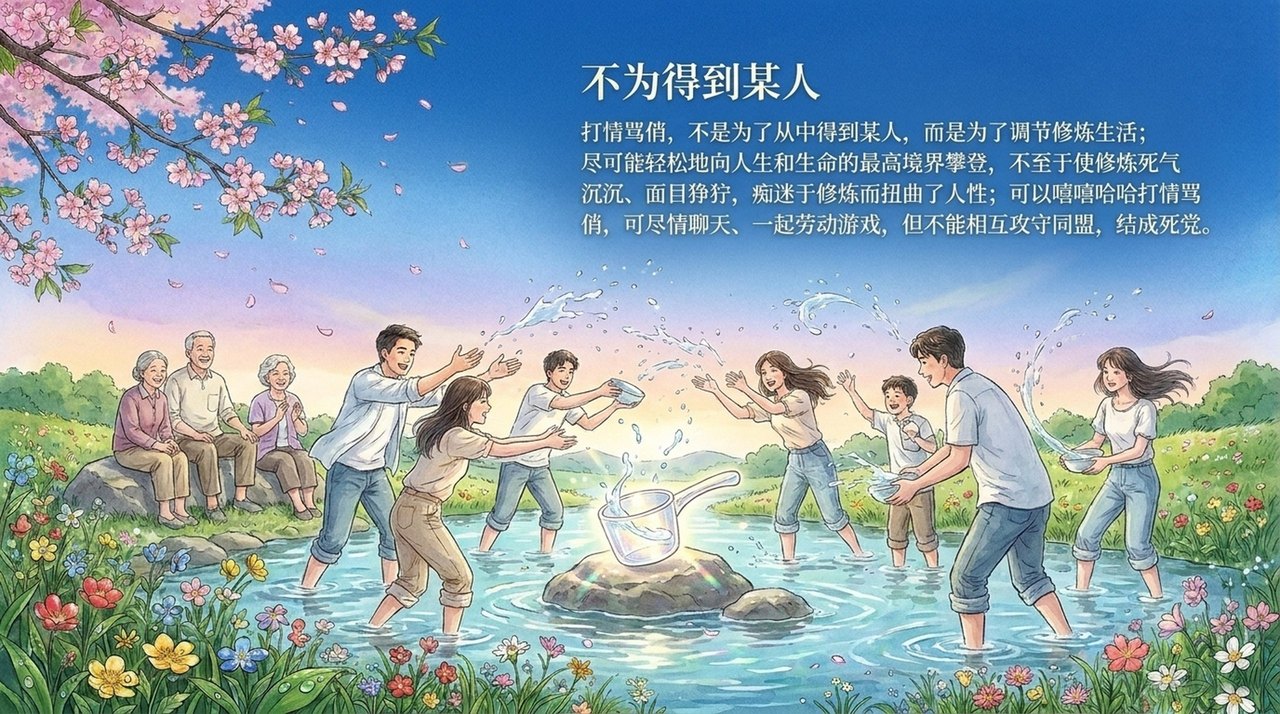 不为得到某人
打情骂俏，不是为了从中得到某人，而是为了调节修炼生活；
尽可能轻松地向人生和生命的最高境界攀登，不至于使修炼死气
沉沉、面目狰狞，痴迷于修炼而扭曲了人性；可以嘻嘻哈哈打情骂
俏，可尽情聊天、一起劳动游戏，但不能相互攻守同盟，结成死党。